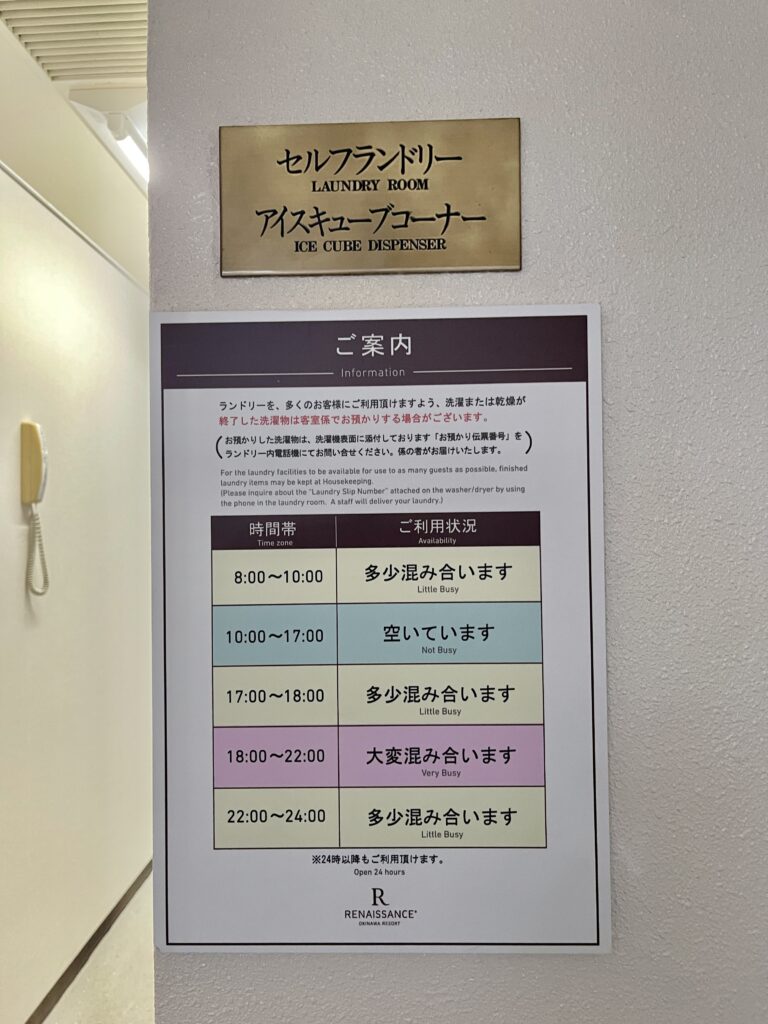 セルフランドリー
LAUNDRY ROOM
アイスキューブコーナー
ICE CUBE DISPENSER
ご案内
Information
ランドリーを、多くのお客様にご利用頂けますよう、洗濯または乾燥が
終了した洗濯物は客室係でお預かりする場合がございます。
(お預かりした洗濯物は、洗濯機表面に添付しております「お預かり伝票番号」を
ランドリー内電話機にてお問い合せください。係の者がお届けいたします。)
For the laundry facilities to be available for use to as many guests as possible, finished
laundry items may be kept at Housekeeping.
(Please inquire about the "Laundry Slip Number" attached on the washer/dryer by using
the phone in the laundry room. A staff will deliver your laundry.)
時間帯 ご利用状況
Time zone Availability
8:00〜10:00 多少混み合います
Little Busy
10:00〜17:00 空いています
Not Busy
17:00〜18:00 多少混み合います
Little Busy
18:00〜22:00 大変混み合います
Very Busy
22:00〜24:00 多少混み合います
Little Busy
※24時以降もご利用頂けます。
Open 24 hours
R
RENAISSANCE®
OKINAWA RESORT